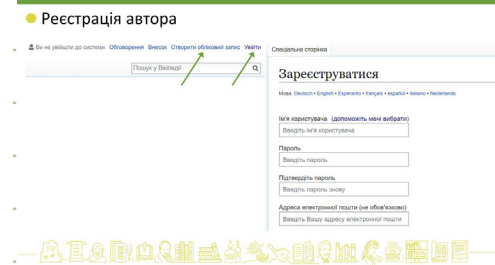 Реєстрація автора
Ви не увійшли до системи Обговорення Внесок Створити обліковий запис Увійти
Пошук у Вікіпедії
Спеціальна сторінка
Зареєструватися
Мова: Deutsch • English • Esperanto • français • español • italiano • Nederlands
Ім'я користувача (допоможіть мені вибрати)
Введіть ім'я користувача
Пароль
Введіть пароль
Підтвердіть пароль
Введіть пароль знову
Адреса електронної пошти (не обов'язково)
Введіть Вашу адресу електронної пошти